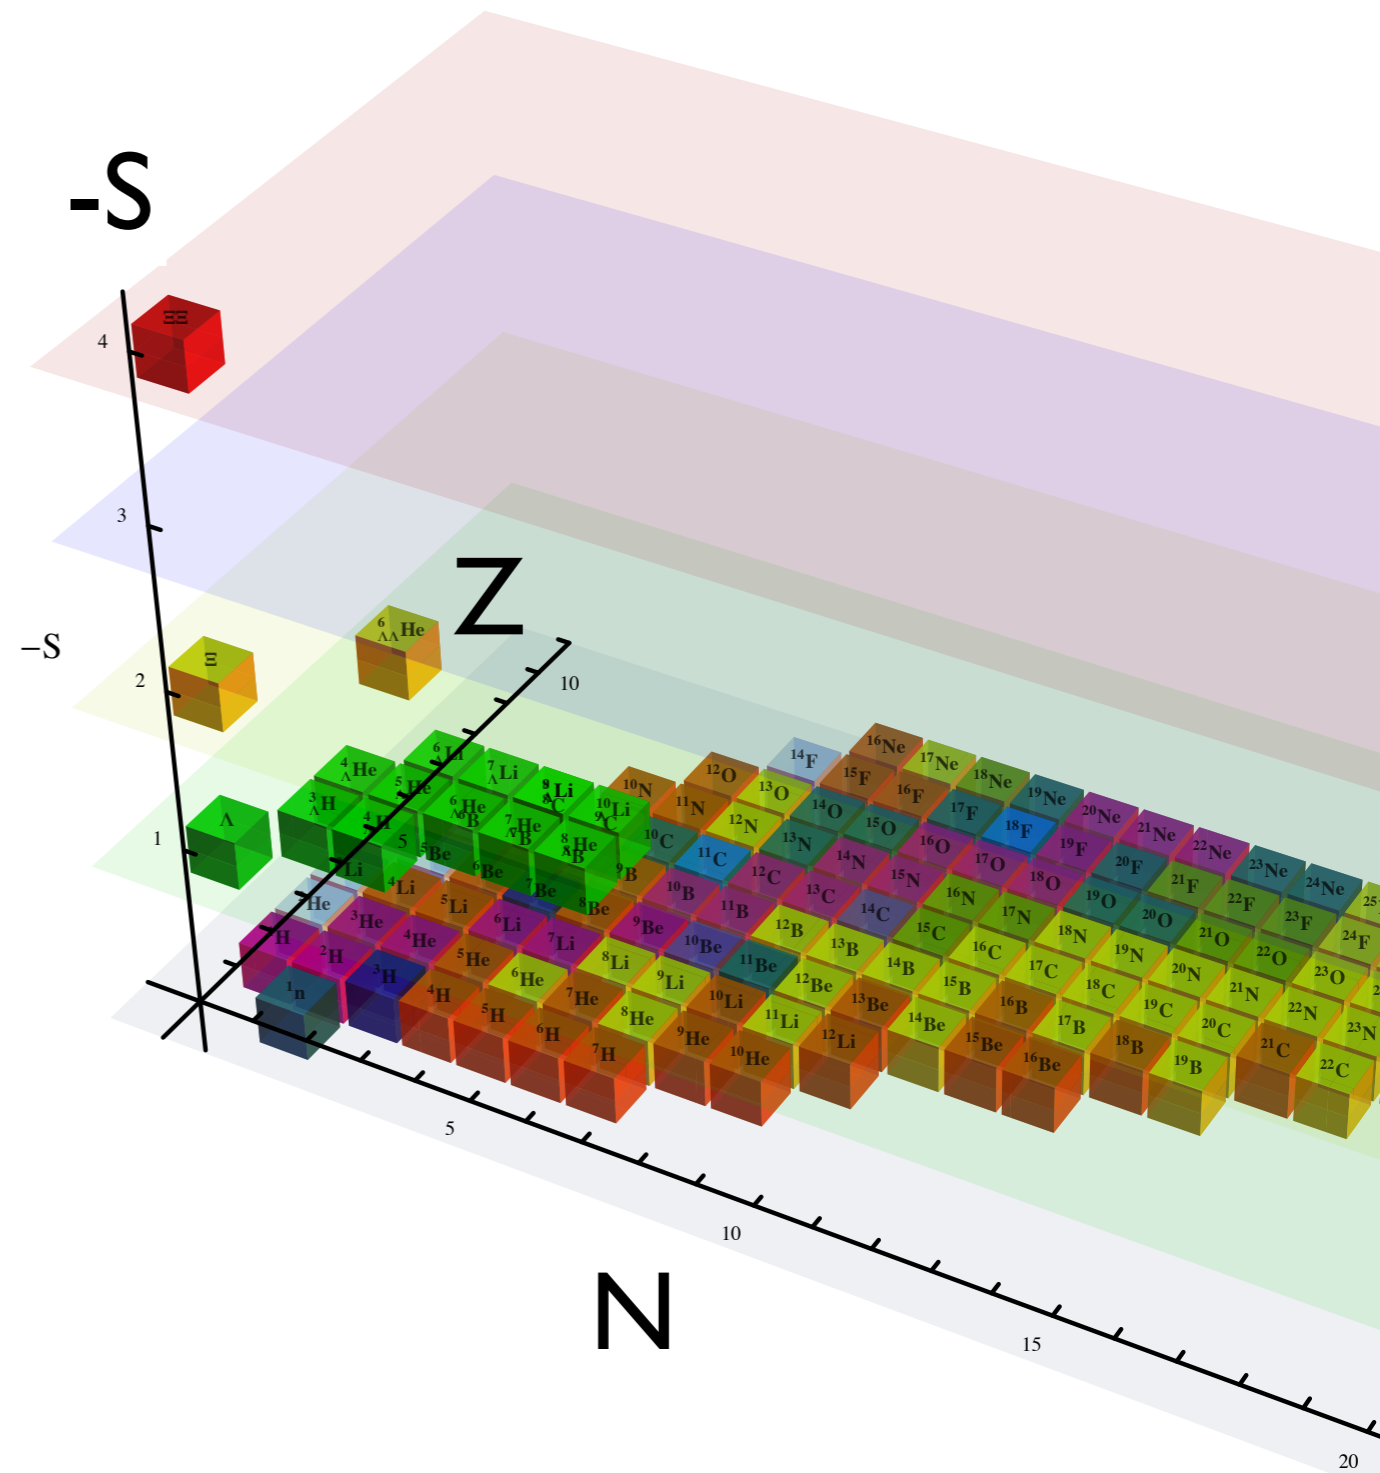 -S
ΞΞ
4
3
Z
⁶ΛΛHe
−S
Ξ
2
10
¹⁶Ne
¹⁷Ne
¹⁸Ne
¹⁹Ne
²⁰Ne
²¹Ne
²²Ne
²³Ne
²⁴Ne
25
¹⁴F
¹⁵F
¹⁶F
¹⁷F
¹⁸F
¹⁹F
²⁰F
²¹F
²²F
²³F
²⁴F
¹²O
¹³O
¹⁴O
¹⁵O
¹⁶O
¹⁷O
¹⁸O
¹⁹O
²⁰O
²¹O
²²O
²³O
¹⁰N
¹¹N
¹²N
¹³N
¹⁴N
¹⁵N
¹⁶N
¹⁷N
¹⁸N
¹⁹N
²⁰N
²¹N
²²N
²³N
⁶ΛLi
⁷ΛLi
⁹ΛLi
¹⁰ΛLi
⁴ΛHe
⁵ΛHe
⁶ΛHe
⁷ΛHe
⁸ΛHe
³ΛH
⁴ΛH
Λ
1
5
¹⁰C
¹¹C
¹²C
¹³C
¹⁴C
¹⁵C
¹⁶C
¹⁷C
¹⁸C
¹⁹C
²⁰C
²¹C
²²C
⁹B
¹⁰B
¹¹B
¹²B
¹³B
¹⁴B
¹⁵B
¹⁶B
¹⁷B
¹⁸B
¹⁹B
⁵Be
⁶Be
⁷Be
⁸Be
⁹Be
¹⁰Be
¹¹Be
¹²Be
¹³Be
¹⁴Be
¹⁵Be
¹⁶Be
Li
⁴Li
⁵Li
⁶Li
⁷Li
⁸Li
⁹Li
¹⁰Li
¹¹Li
¹²Li
He
³He
⁴He
⁵He
⁶He
⁷He
⁸He
⁹He
¹⁰He
H
²H
³H
⁴H
⁵H
⁶H
⁷H
¹n
5
10
N
15
20